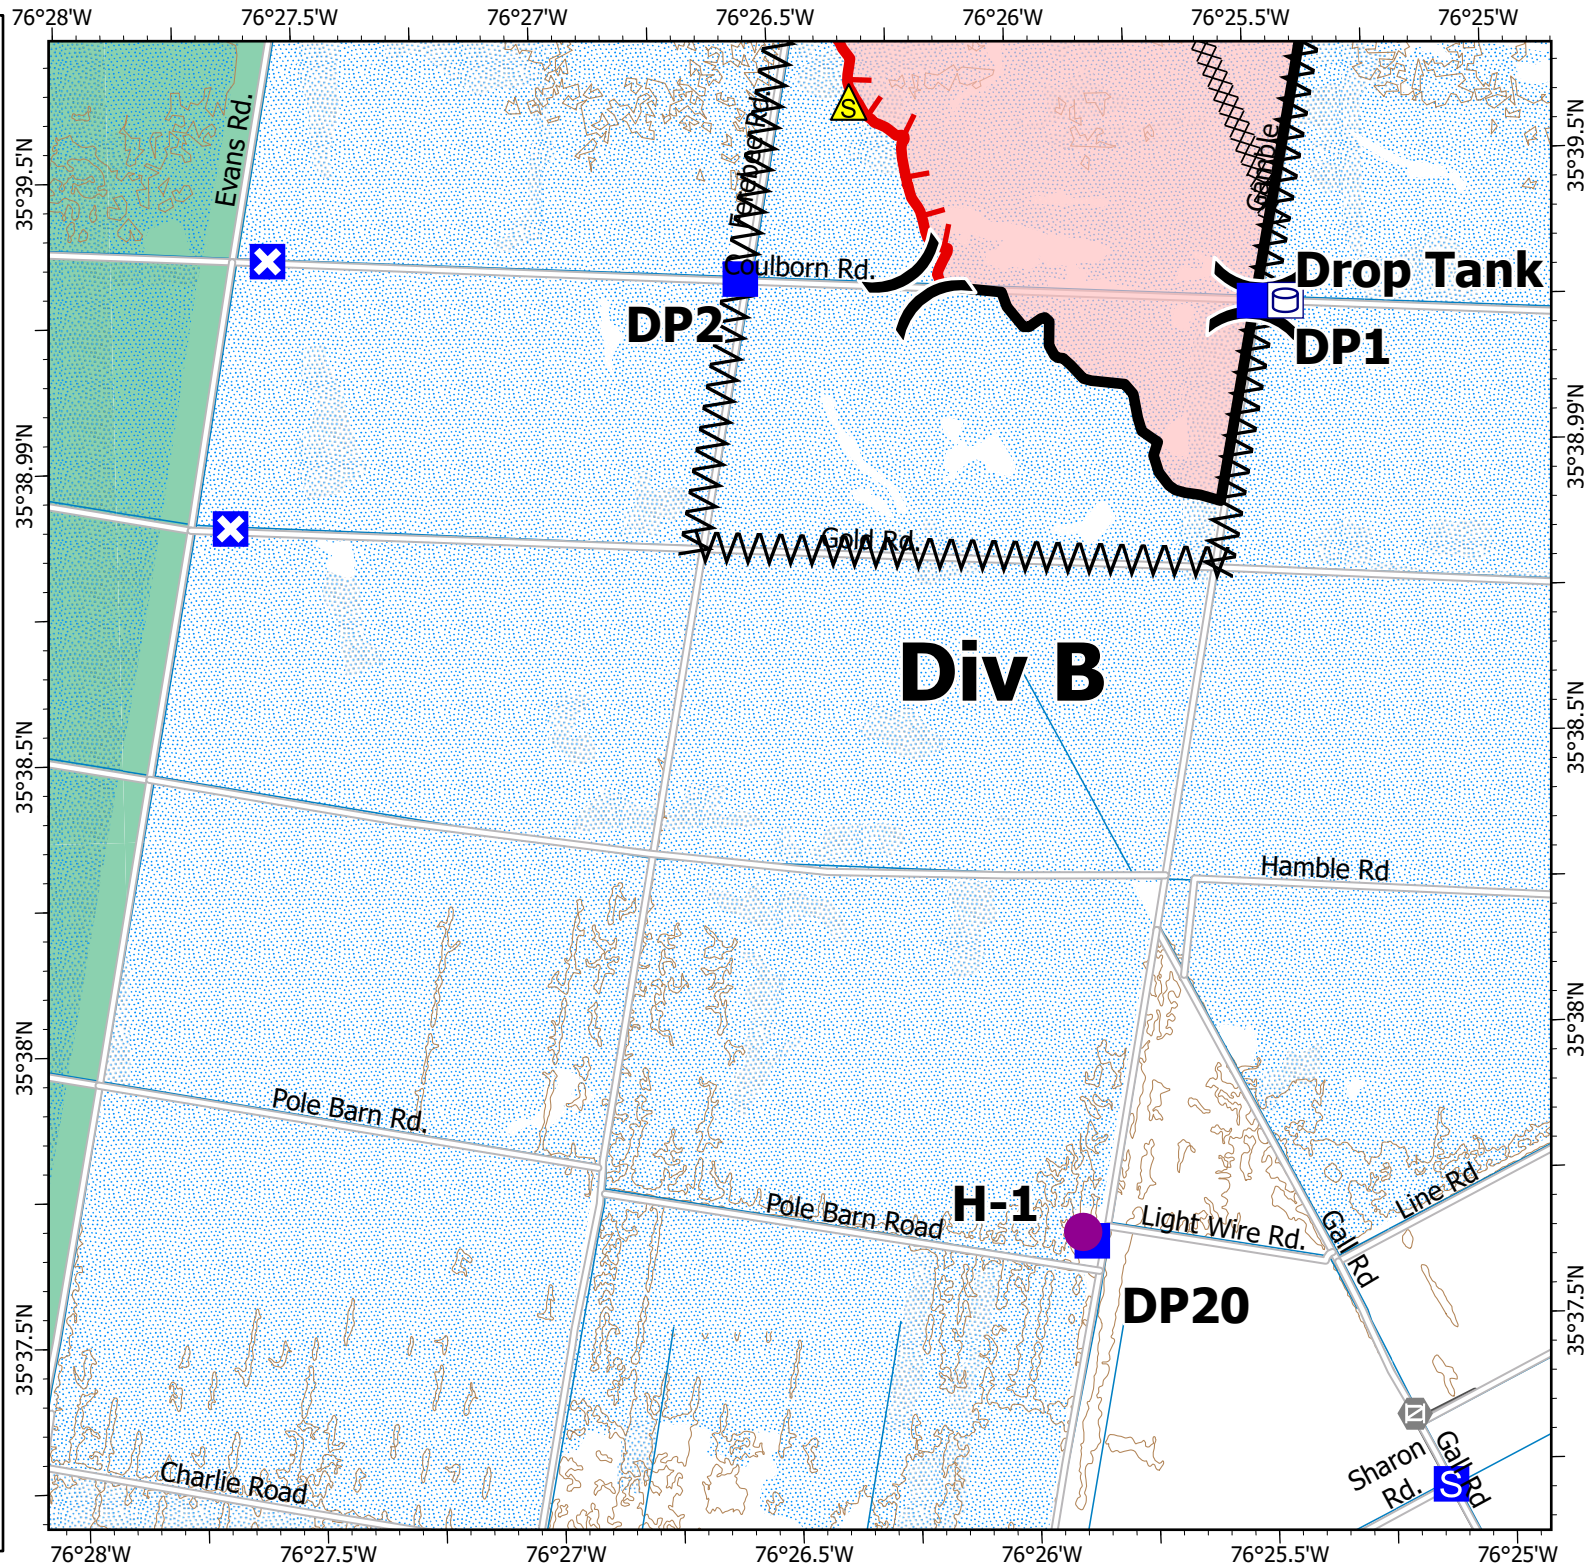 76°28'W 76°27.5'W 76°27'W 76°26.5'W 76°26'W 76°25.5'W 76°25'W
35°39.5'N
35°39.5'N
Evans Rd.
Gamble
S
Coulborn Rd.
Drop Tank
DP2
DP1
35°38.99'N
35°38.99'N
Gold Rd.
Div B
35°38.5'N
35°38.5'N
Hamble Rd
35°38'N
35°38'N
Pole Barn Rd.
Pole Barn Road
H-1
Light Wire Rd.
Line Rd
Gall Rd
DP20
35°37.5'N
35°37.5'N
Charlie Road
Sharon
Rd.
Gall Rd
S
76°28'W 76°27.5'W 76°27'W 76°26.5'W 76°26'W 76°25.5'W 76°25'W